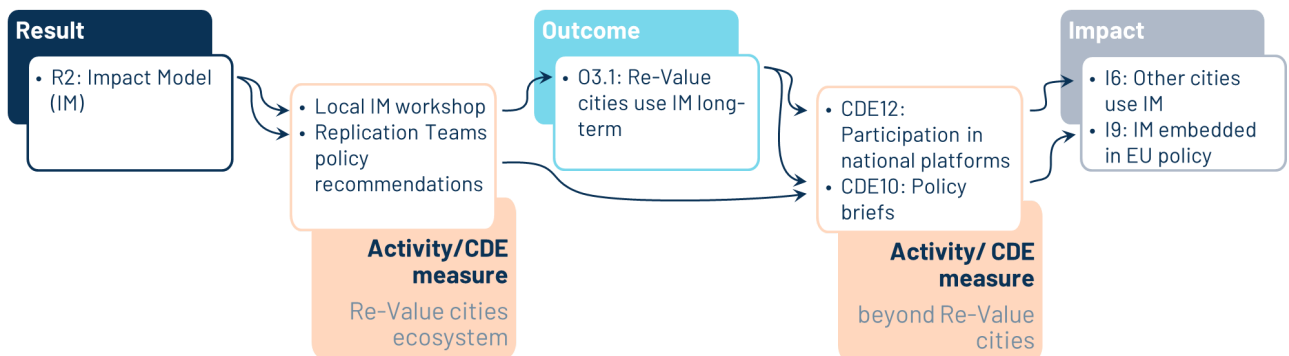 Result
• R2: Impact Model
(IM)
• Local IM workshop
• Replication Teams
policy
recommendations
Activity/CDE
measure
Re-Value cities
ecosystem
Outcome
• O3.1: Re-Value
cities use IM long-
term
• CDE12:
Participation in
national platforms
• CDE10: Policy
briefs
Activity/ CDE
measure
beyond Re-Value
cities
Impact
• I6: Other cities
use IM
• I9: IM embedded
in EU policy